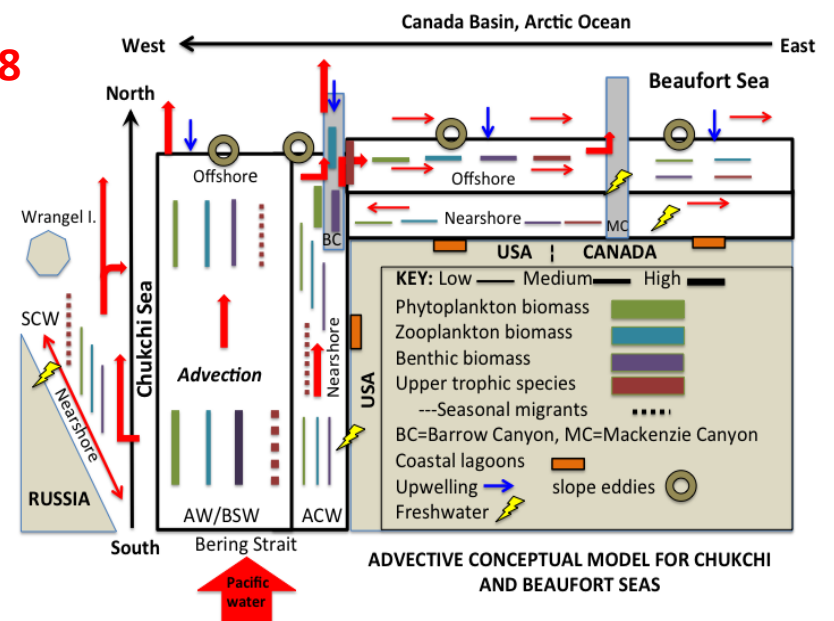 Canada Basin, Arctic Ocean
West
East
8
North
Beaufort Sea
Offshore
Offshore
Wrangel I.
Nearshore
BC
MC
USA ¦ CANADA
KEY: Low Medium High
Phytoplankton biomass
Zooplankton biomass
Benthic biomass
Upper trophic species
---Seasonal migrants
BC=Barrow Canyon, MC=Mackenzie Canyon
Coastal lagoons
Upwelling
slope eddies
Freshwater
SCW
Chukchi Sea
Advection
Nearshore
USA
Nearshore
RUSSIA
AW/BSW
ACW
South
Bering Strait
Pacific
water
ADVECTIVE CONCEPTUAL MODEL FOR CHUKCHI
AND BEAUFORT SEAS